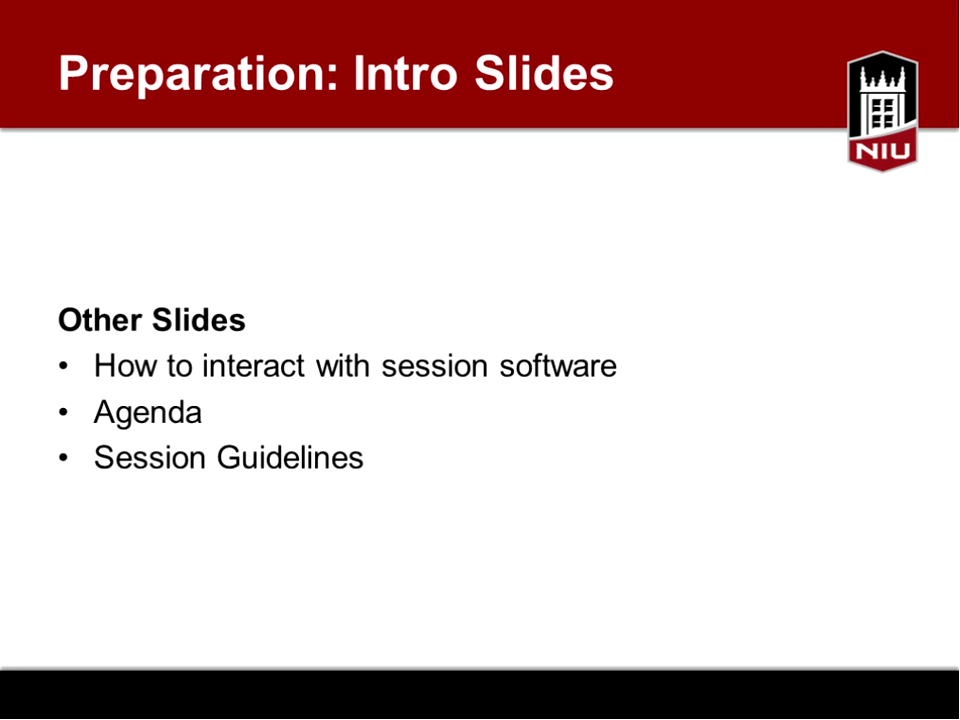 Preparation: Intro Slides
NIU
Other Slides
• How to interact with session software
• Agenda
• Session Guidelines